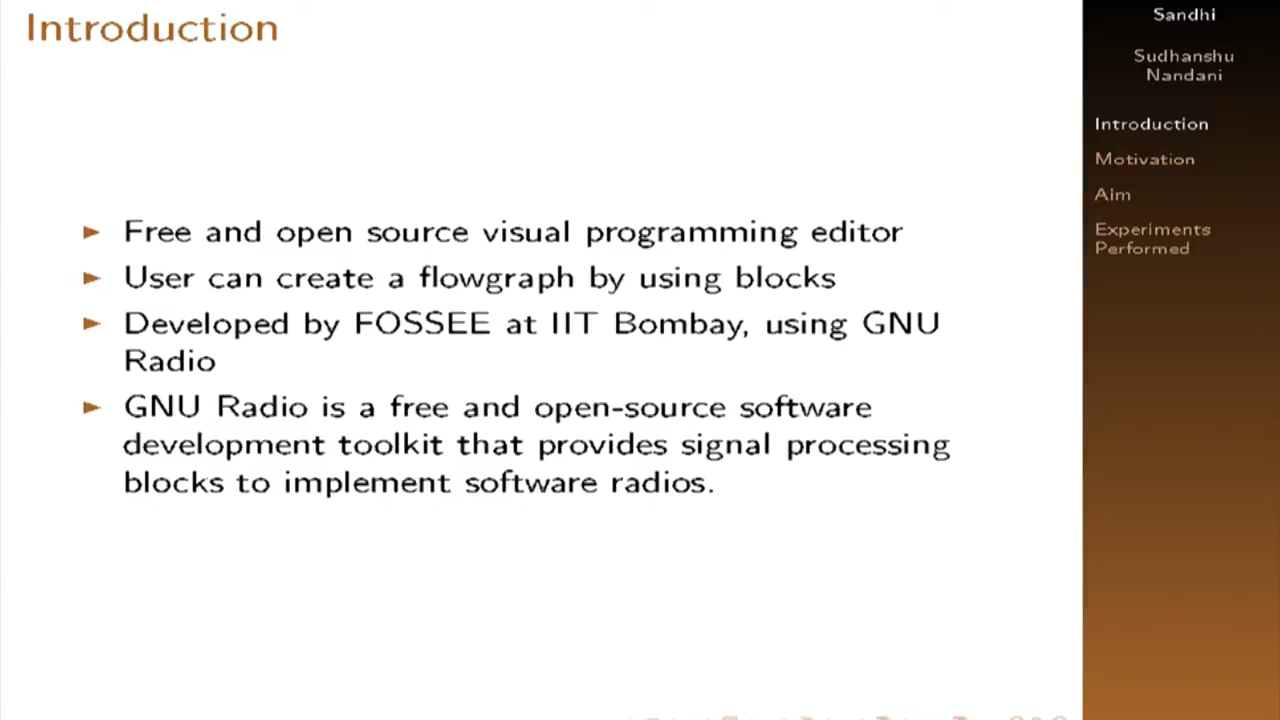 Introduction
Free and open source visual programming editor
User can create a flowgraph by using blocks
Developed by FOSSEE at IIT Bombay, using GNU
Radio
GNU Radio is a free and open-source software
development toolkit that provides signal processing
blocks to implement software radios.
Sandhi
Sudhanshu
Nandani
Introduction
Motivation
Aim
Experiments
Performed